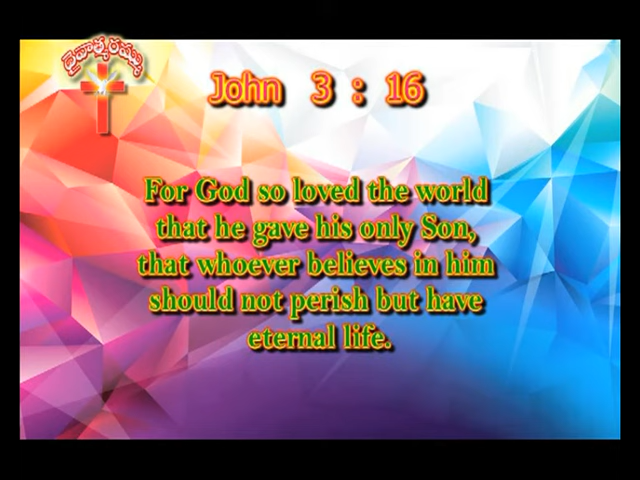 దైవాత్మ రహస్య
John 3 : 16
For God so loved the world
that he gave his only Son,
that whoever believes in him
should not perish but have
eternal life.